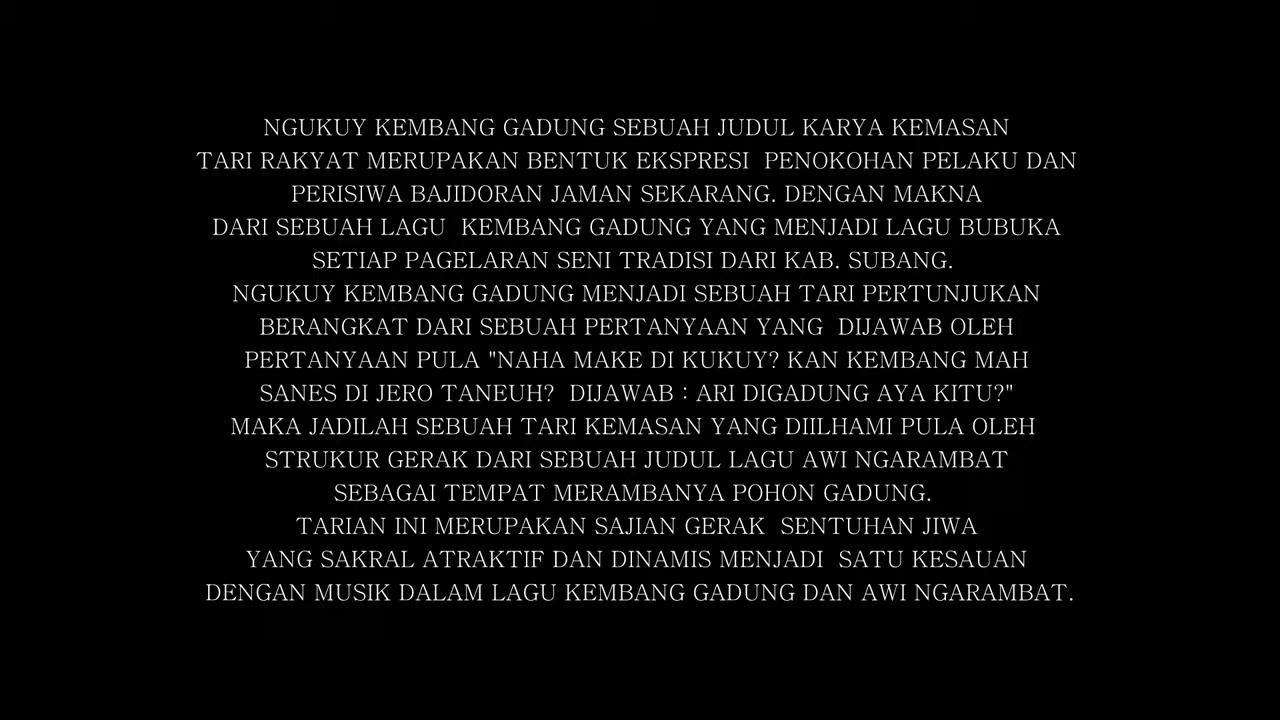 NGUKUY KEMBANG GADUNG SEBUAH JUDUL KARYA KEMASAN
TARI RAKYAT MERUPAKAN BENTUK EKSPRESI PENOKOHAN PELAKU DAN
PERISIWA BAJIDORAN JAMAN SEKARANG. DENGAN MAKNA
DARI SEBUAH LAGU KEMBANG GADUNG YANG MENJADI LAGU BUBUKA
SETIAP PAGELARAN SENI TRADISI DARI KAB. SUBANG.
NGUKUY KEMBANG GADUNG MENJADI SEBUAH TARI PERTUNJUKAN
BERANGKAT DARI SEBUAH PERTANYAAN YANG DIJAWAB OLEH
PERTANYAAN PULA "NAHA MAKE DI KUKUY? KAN KEMBANG MAH
SANES DI JERO TANEUH? DIJAWAB : ARI DIGADUNG AYA KITU?"
MAKA JADILAH SEBUAH TARI KEMASAN YANG DIILHAMI PULA OLEH
STRUKUR GERAK DARI SEBUAH JUDUL LAGU AWI NGARAMBAT
SEBAGAI TEMPAT MERAMBANYA POHON GADUNG.
TARIAN INI MERUPAKAN SAJIAN GERAK SENTUHAN JIWA
YANG SAKRAL ATRAKTIF DAN DINAMIS MENJADI SATU KESAUAN
DENGAN MUSIK DALAM LAGU KEMBANG GADUNG DAN AWI NGARAMBAT.